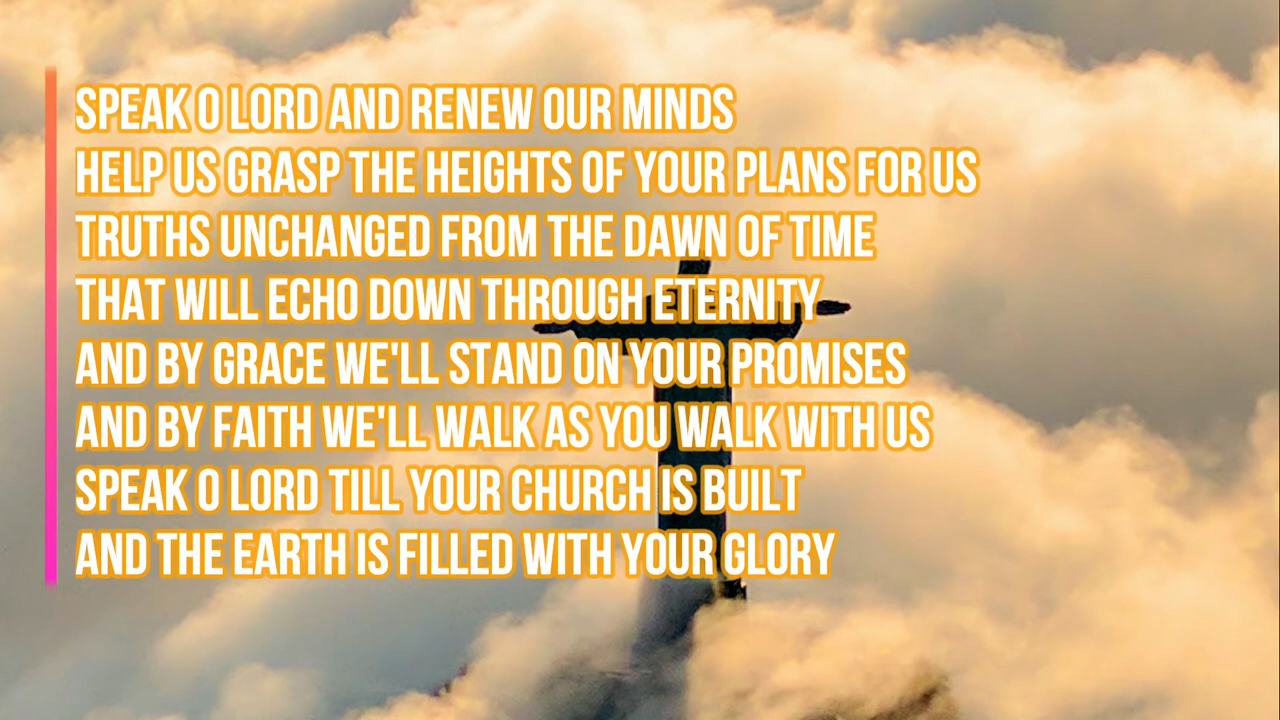 SPEAK O LORD AND RENEW OUR MINDS
HELP US GRASP THE HEIGHTS OF YOUR PLANS FOR US
TRUTHS UNCHANGED FROM THE DAWN OF TIME
THAT WILL ECHO DOWN THROUGH ETERNITY
AND BY GRACE WE'LL STAND ON YOUR PROMISES
AND BY FAITH WE'LL WALK AS YOU WALK WITH US
SPEAK O LORD TILL YOUR CHURCH IS BUILT
AND THE EARTH IS FILLED WITH YOUR GLORY